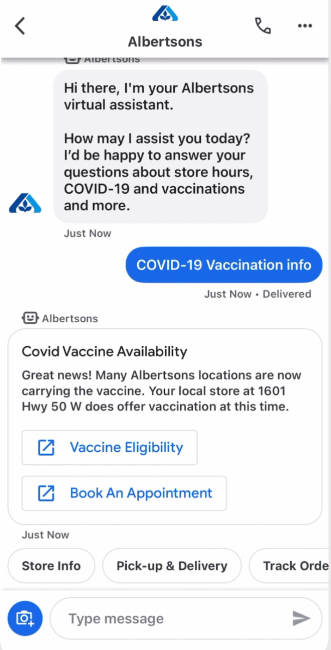 Albertsons
Albertsons
Hi there, I'm your Albertsons
virtual assistant.
How may I assist you today?
I'd be happy to answer your
questions about store hours,
COVID-19 and vaccinations
and more.
Just Now
COVID-19 Vaccination info
Just Now • Delivered
Albertsons
Covid Vaccine Availability
Great news! Many Albertsons locations are now
carrying the vaccine. Your local store at 1601
Hwy 50 W does offer vaccination at this time.
Vaccine Eligibility
Book An Appointment
Just Now
Store Info
Pick-up & Delivery
Track Orde
Type message